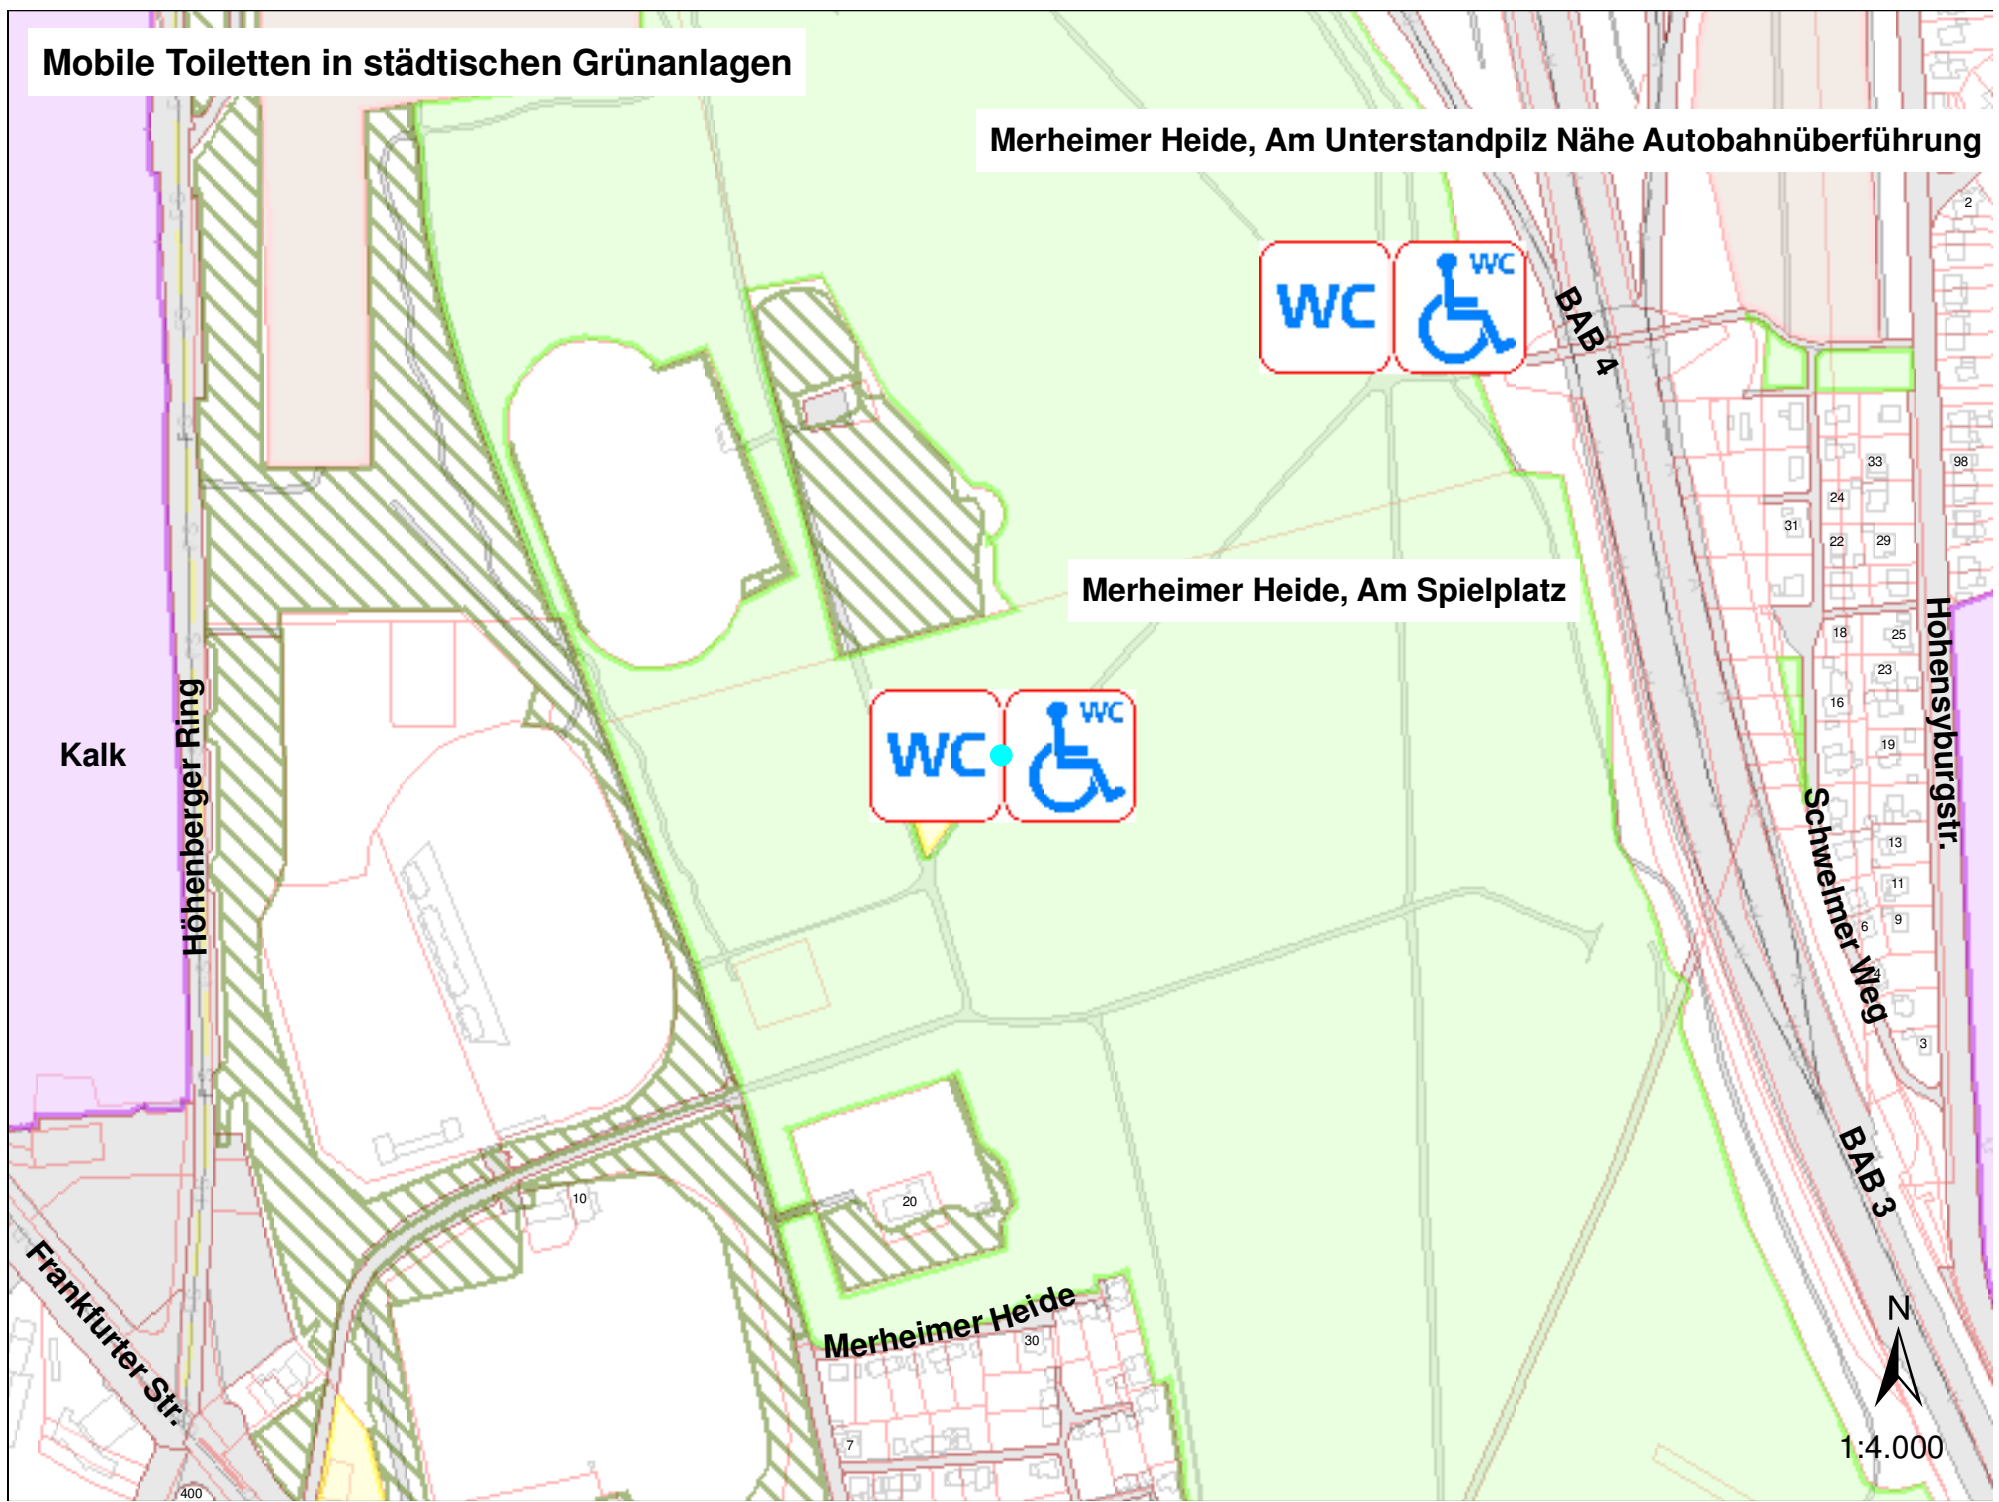 Mobile Toiletten in städtischen Grünanlagen
Merheimer Heide, Am Unterstandpilz Nähe Autobahnüberführung
2
WC
WC
BAB 4
33
98
24
31
22
29
Merheimer Heide, Am Spielplatz
Hohensyburgstr.
18
25
23
16
WC
WC
19
Kalk
Höhenberger Ring
Schwelmer Weg
13
11
9
6
4
3
BAB 3
10
20
Frankfurter Str.
Merheimer Heide
30
N
7
1:4.000
400